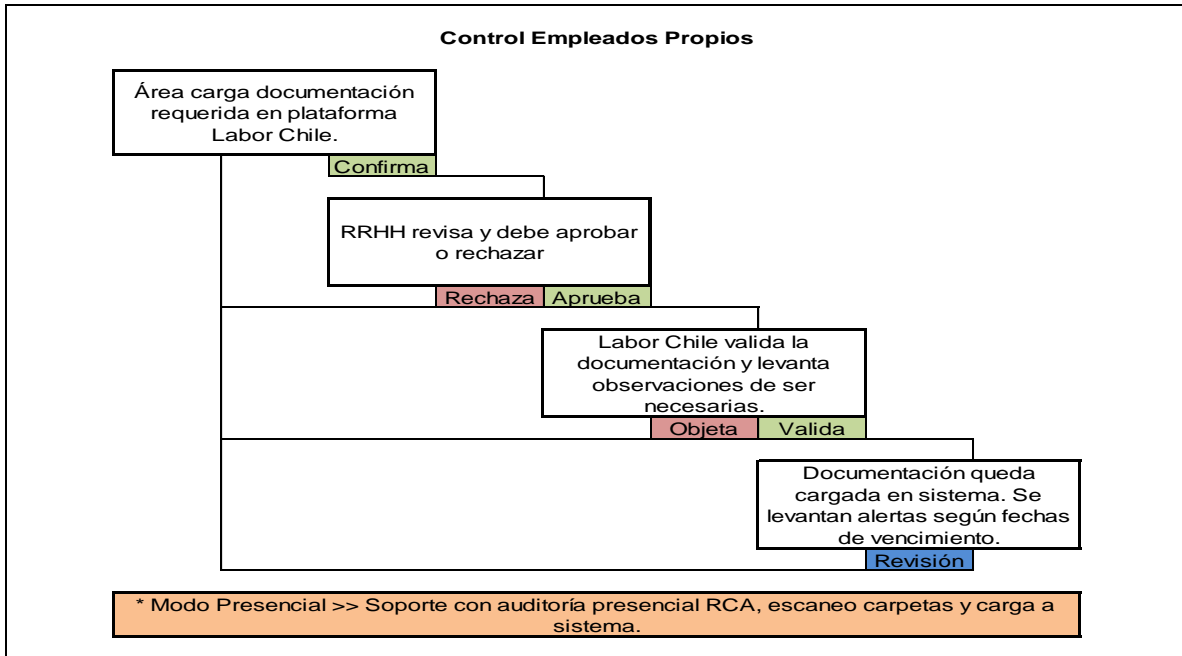 Control Empleados Propios
Área carga documentación
requerida en plataforma
Labor Chile.
Confirma
RRHH revisa y debe aprobar
o rechazar
Rechaza Aprueba
Labor Chile valida la
documentación y levanta
observaciones de ser
necesarias.
Objeta Valida
Documentación queda
cargada en sistema. Se
levantan alertas según fechas
de vencimiento.
Revisión
* Modo Presencial >> Soporte con auditoría presencial RCA, escaneo carpetas y carga a
sistema.